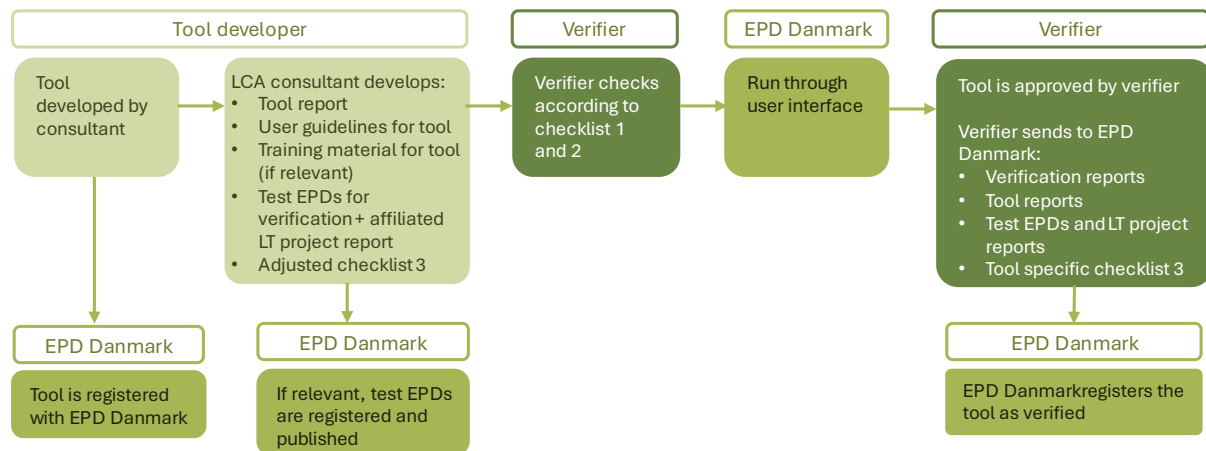 Tool developer
Verifier
EPD Danmark
Verifier
Tool
developed by
consultant
LCA consultant develops:
• Tool report
• User guidelines for tool
• Training material for tool
(if relevant)
• Test EPDs for
verification + affiliated
LT project report
• Adjusted checklist 3
Verifier checks
according to
checklist 1
and 2
Run through
user interface
Tool is approved by verifier
Verifier sends to EPD
Danmark:
• Verification reports
• Tool reports
• Test EPDs and LT project
reports
• Tool specific checklist 3
EPD Danmark
Tool is registered
with EPD Danmark
EPD Danmark
If relevant, test EPDs
are registered and
published
EPD Danmark
EPD Danmarkregisters the
tool as verified